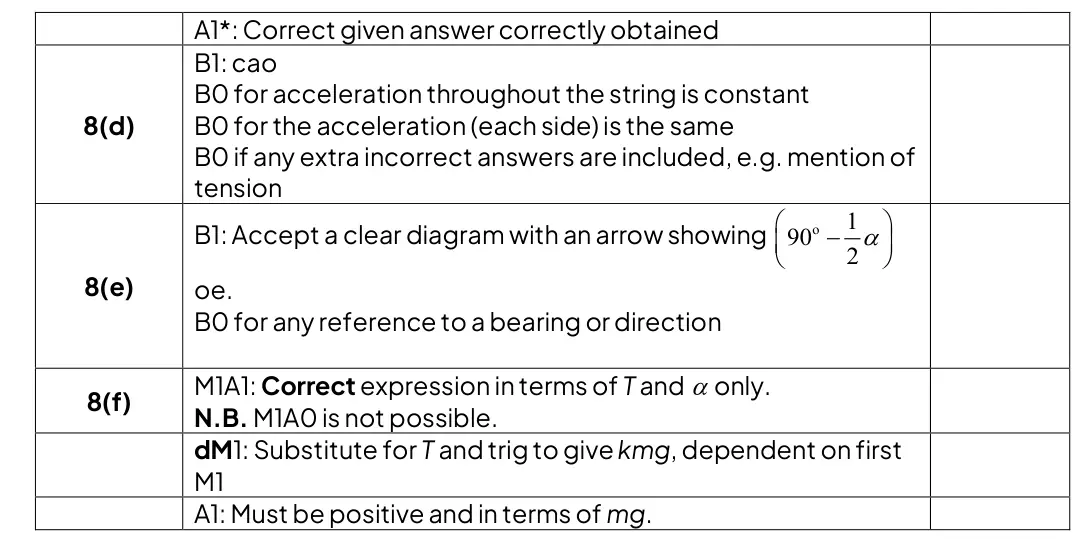 A1*: Correct given answer correctly obtained
8(d)
B1: cao
B0 for acceleration throughout the string is constant
B0 for the acceleration (each side) is the same
B0 if any extra incorrect answers are included, e.g. mention of
tension
8(e)
B1: Accept a clear diagram with an arrow showing (90° − 1/2 α)
oe.
B0 for any reference to a bearing or direction
8(f)
M1A1: Correct expression in terms of T and α only.
N.B. M1A0 is not possible.
dM1: Substitute for T and trig to give kmg, dependent on first
M1
A1: Must be positive and in terms of mg.